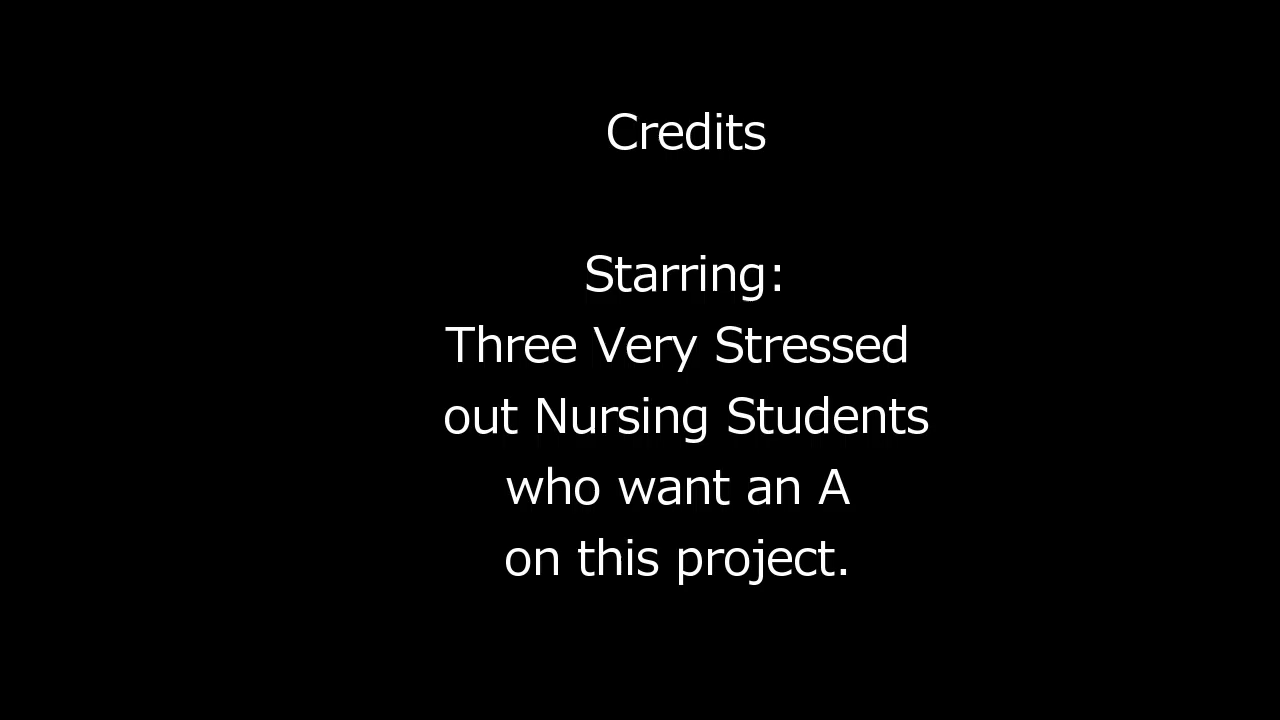 Credits
Starring:
Three Very Stressed
out Nursing Students
who want an A
on this project.